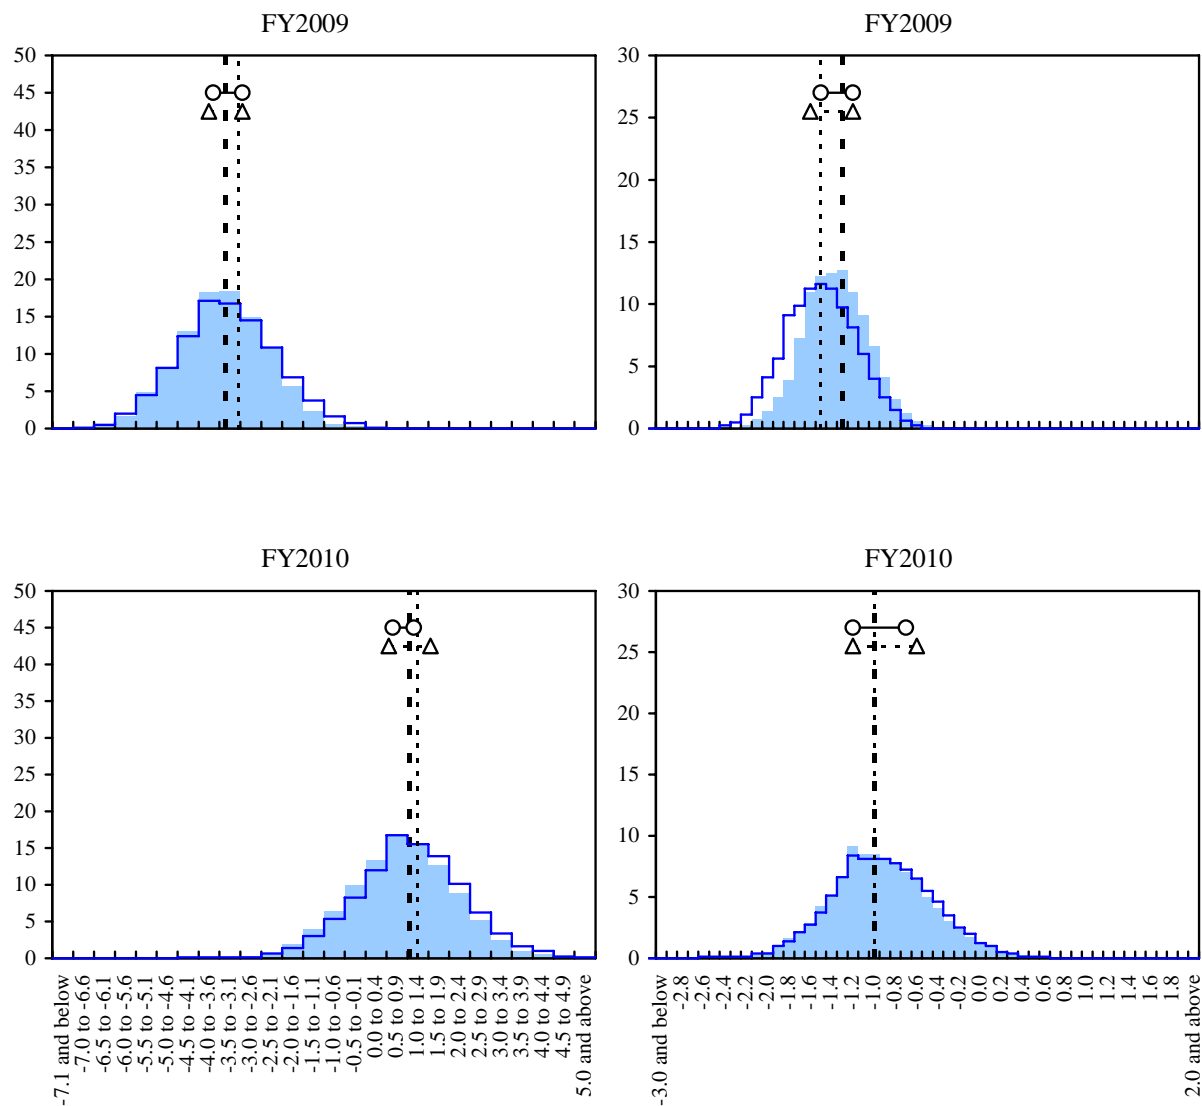 FY2009
50
45
40
35
30
25
20
15
10
5
0
FY2009
30
25
20
15
10
5
0
FY2010
50
45
40
35
30
25
20
15
10
5
0
-7.1 and below
-7.0 to -6.6
-6.5 to -6.1
-6.0 to -5.6
-5.5 to -5.1
-5.0 to -4.6
-4.5 to -4.1
-4.0 to -3.6
-3.5 to -3.1
-3.0 to -2.6
-2.5 to -2.1
-2.0 to -1.6
-1.5 to -1.1
-1.0 to -0.6
-0.5 to -0.1
0.0 to 0.4
0.5 to 0.9
1.0 to 1.4
1.5 to 1.9
2.0 to 2.4
2.5 to 2.9
3.0 to 3.4
3.5 to 3.9
4.0 to 4.4
4.5 to 4.9
5.0 and above
FY2010
30
25
20
15
10
5
0
-3.0 and below
-2.8
-2.6
-2.4
-2.2
-2.0
-1.8
-1.6
-1.4
-1.2
-1.0
-0.8
-0.6
-0.4
-0.2
0.0
0.2
0.4
0.6
0.8
1.0
1.2
1.4
1.6
1.8
2.0 and above